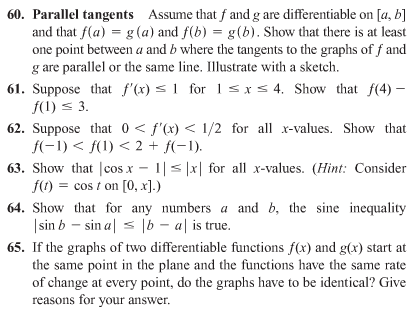 60. Parallel tangents Assume that f and g are differentiable on [a, b]
and that f(a) = g(a) and f(b) = g(b). Show that there is at least
one point between a and b where the tangents to the graphs of f and
g are parallel or the same line. Illustrate with a sketch.
61. Suppose that f′(x) ≤ 1 for 1 ≤ x ≤ 4. Show that f(4) −
f(1) ≤ 3.
62. Suppose that 0 < f′(x) < 1/2 for all x-values. Show that
f(−1) < f(1) < 2 + f(−1).
63. Show that |cos x − 1| ≤ |x| for all x-values. (Hint: Consider
f(t) = cos t on [0, x].)
64. Show that for any numbers a and b, the sine inequality
|sin b − sin a| ≤ |b − a| is true.
65. If the graphs of two differentiable functions f(x) and g(x) start at
the same point in the plane and the functions have the same rate
of change at every point, do the graphs have to be identical? Give
reasons for your answer.